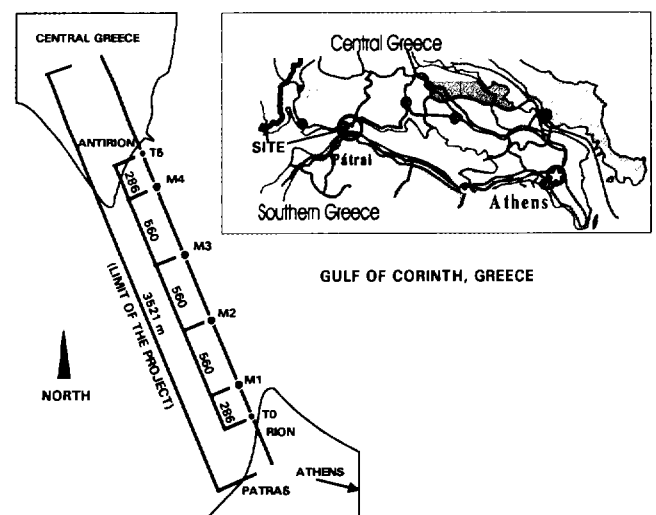 CENTRAL GREECE
ANTIRION
T5
286
M4
560
M3
560
M2
560
M1
286
T0
RION
3521 m
(LIMIT OF THE PROJECT)
NORTH
PATRAS
ATHENS
Central Greece
SITE
Pátrai
Southern Greece
Athens
GULF OF CORINTH, GREECE